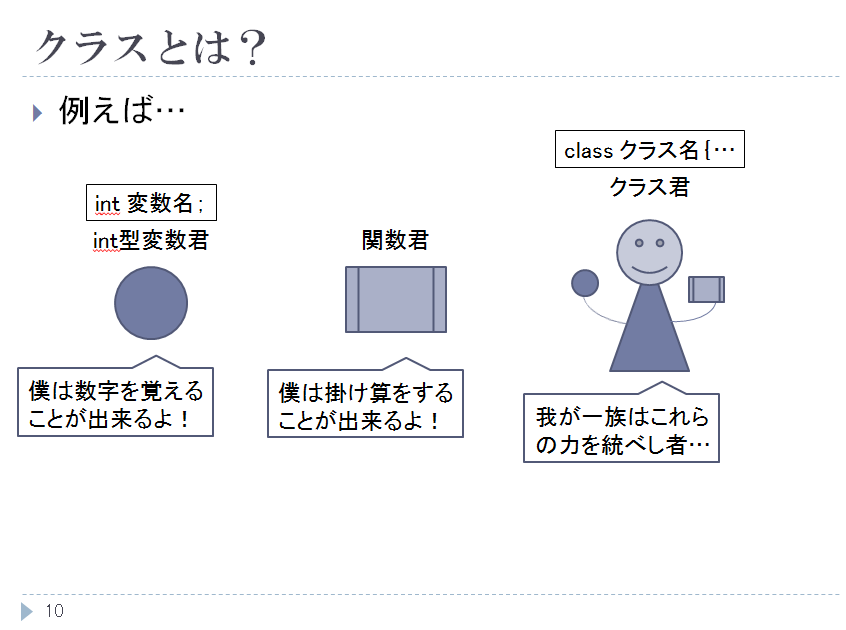 クラスとは？
例えば…
int 変数名;
int型変数君
僕は数字を覚える
ことが出来るよ！
関数君
僕は掛け算をする
ことが出来るよ！
class クラス名{…
クラス君
我が一族はこれら
の力を統べし者…
10